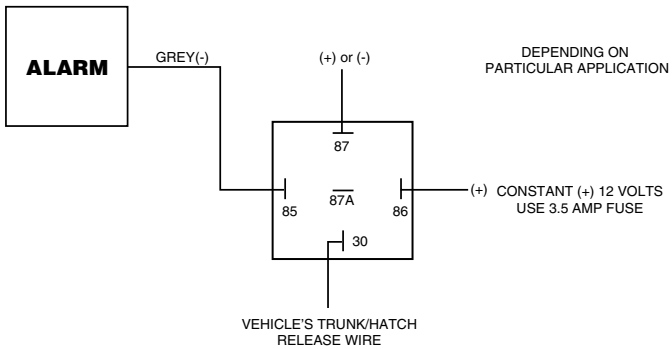 ALARM
GREY(-)
(+) or (-)
DEPENDING ON
PARTICULAR APPLICATION
87
85
87A
86
30
(+) CONSTANT (+) 12 VOLTS
USE 3.5 AMP FUSE
VEHICLE'S TRUNK/HATCH
RELEASE WIRE